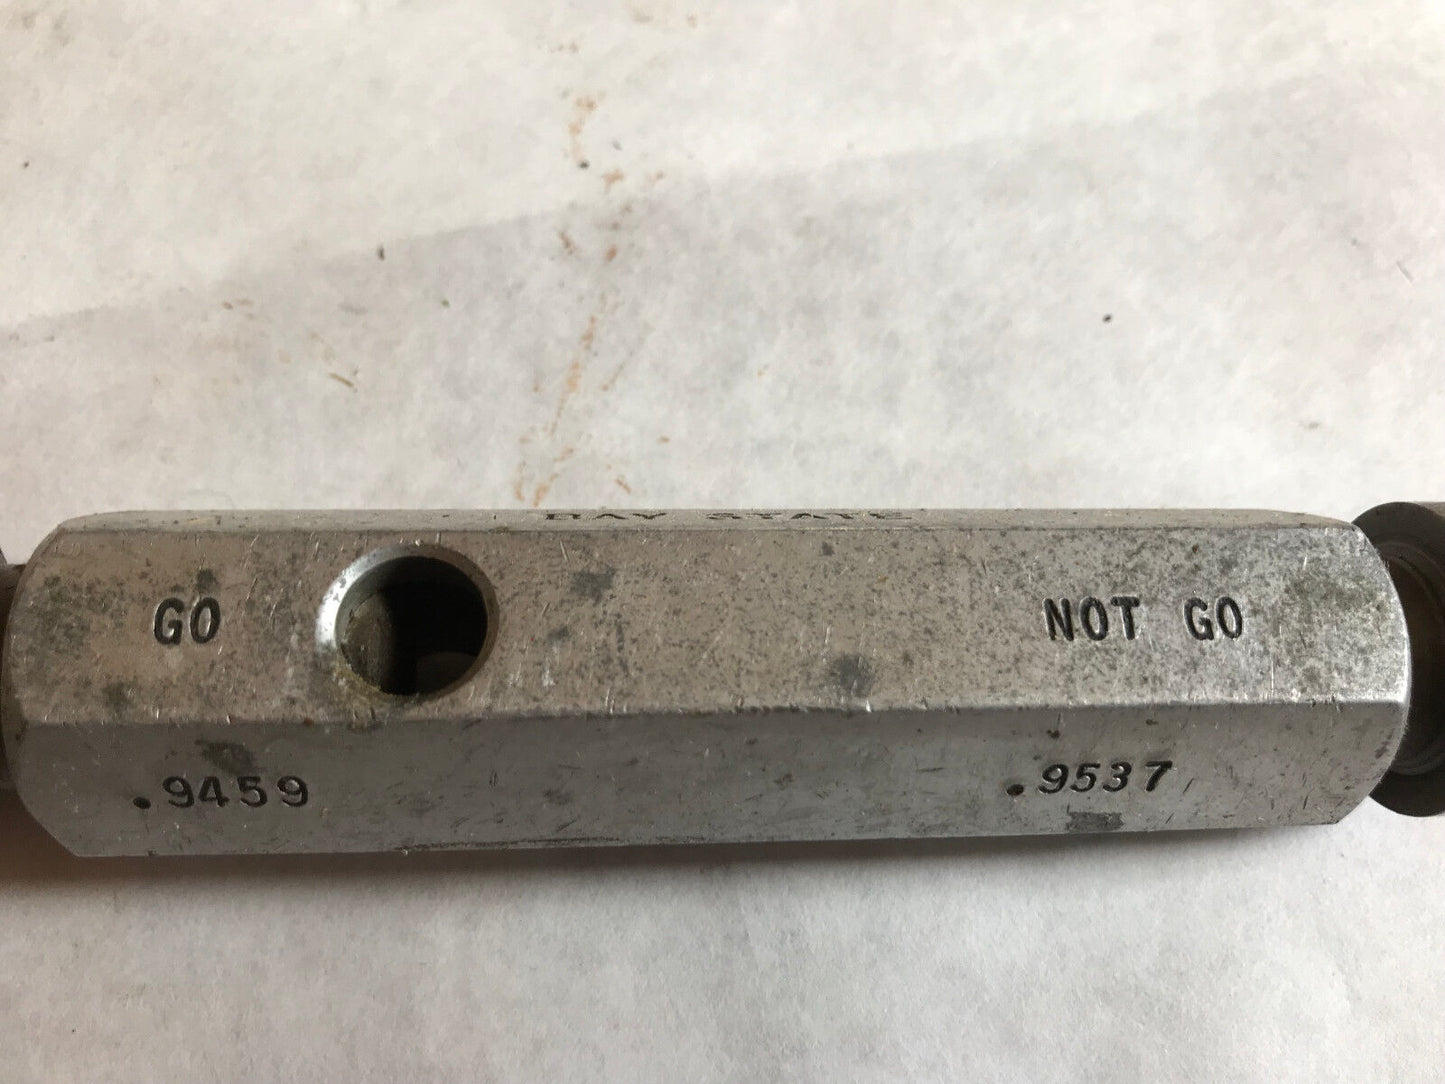 BAY STATE
GO NOT GO
.9459 .9537